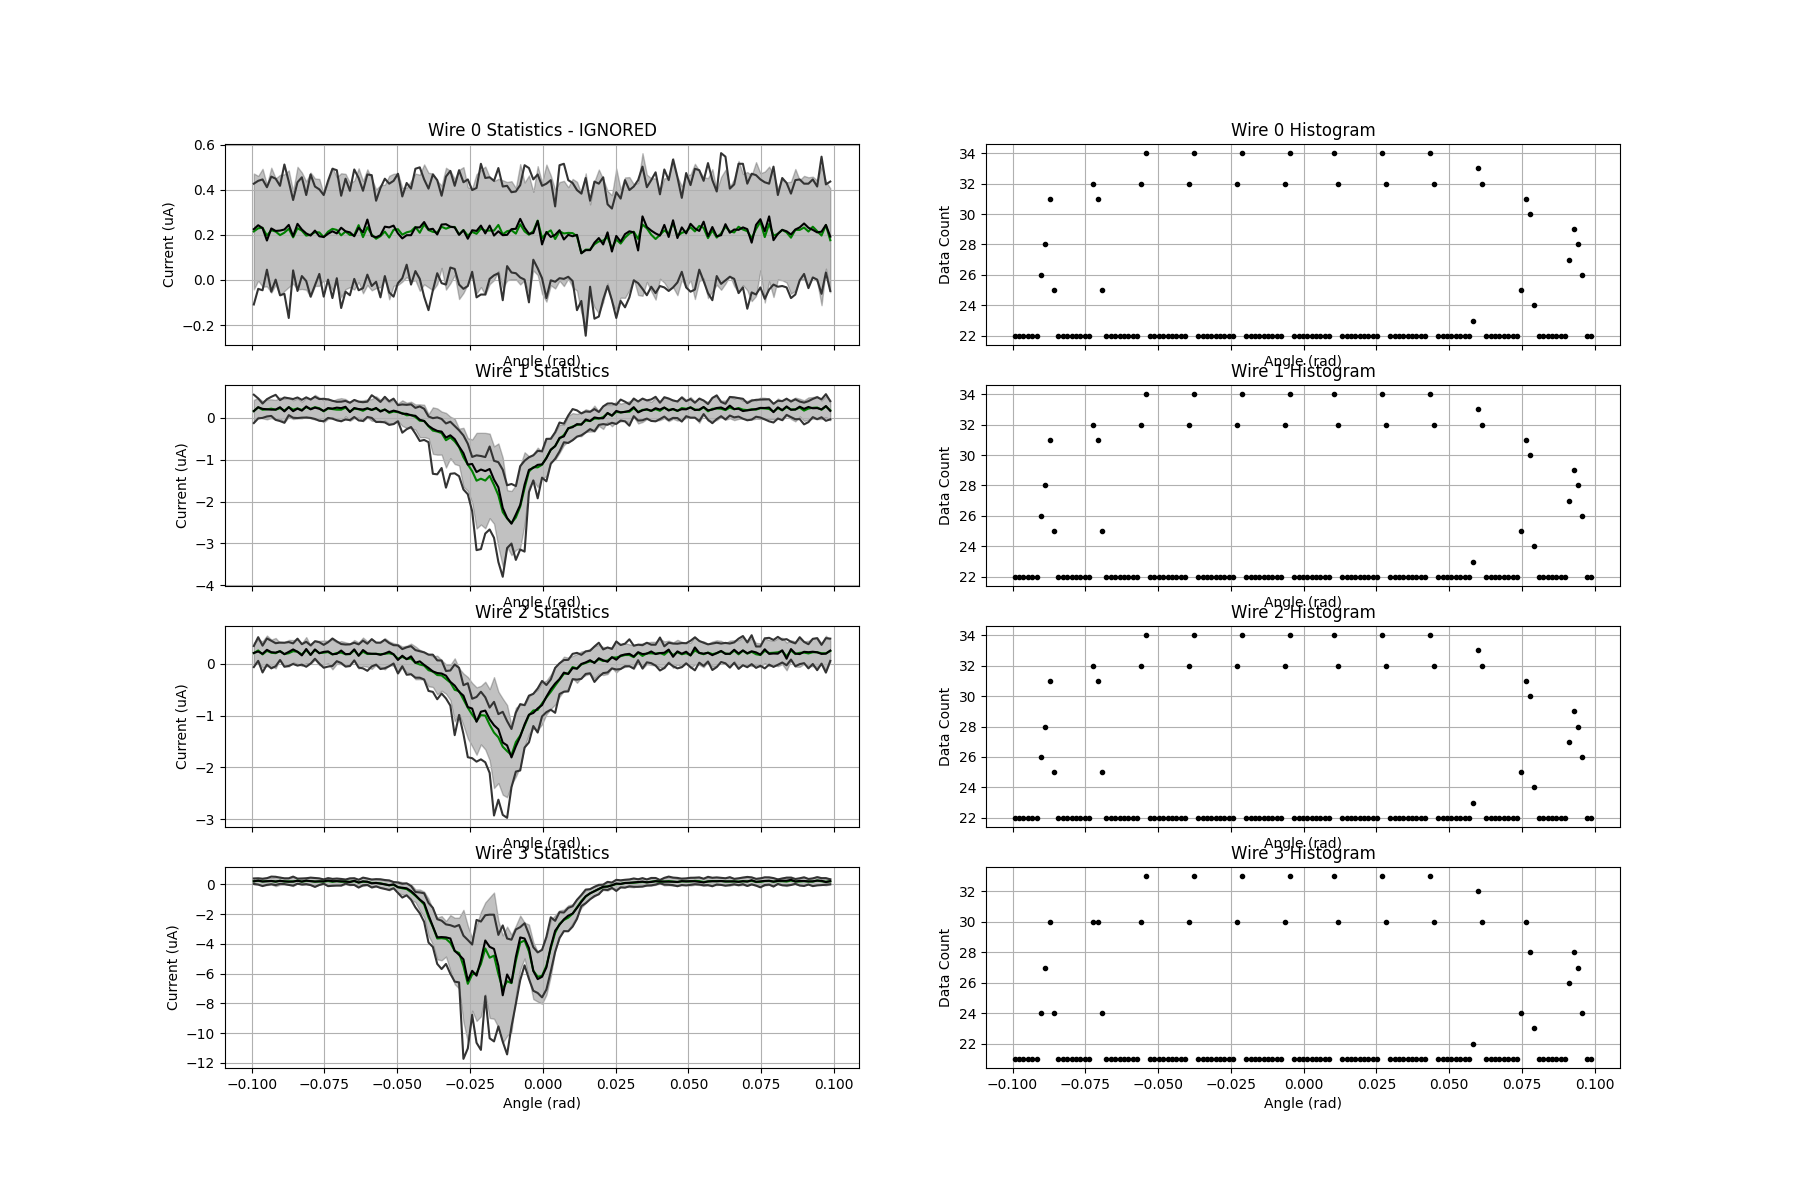 Wire 0 Statistics - IGNORED
Current (uA)
0.6
0.4
0.2
0.0
−0.2
Angle (rad)
Wire 0 Histogram
Data Count
34
32
30
28
26
24
22
Angle (rad)
Wire 1 Statistics
Current (uA)
0
−1
−2
−3
−4
Angle (rad)
Wire 1 Histogram
Data Count
34
32
30
28
26
24
22
Angle (rad)
Wire 2 Statistics
Current (uA)
0
−1
−2
−3
Angle (rad)
Wire 2 Histogram
Data Count
34
32
30
28
26
24
22
Angle (rad)
Wire 3 Statistics
Current (uA)
0
−2
−4
−6
−8
−10
−12
−0.100 −0.075 −0.050 −0.025 0.000 0.025 0.050 0.075 0.100
Angle (rad)
Wire 3 Histogram
Data Count
32
30
28
26
24
22
−0.100 −0.075 −0.050 −0.025 0.000 0.025 0.050 0.075 0.100
Angle (rad)